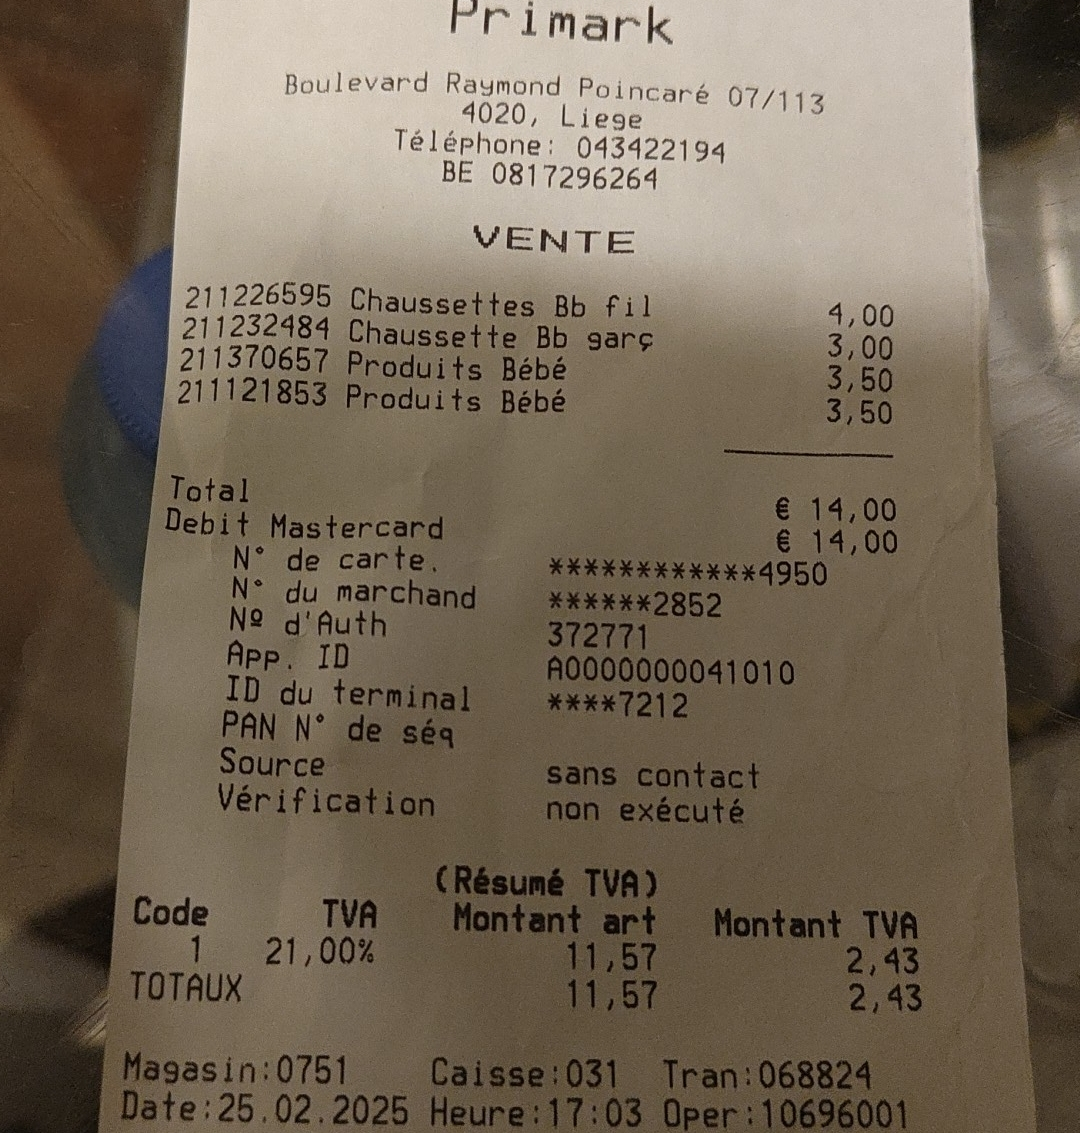 Primark
Boulevard Raymond Poincaré 07/113
4020, Liege
Téléphone: 043422194
BE 0817296264
VENTE
211226595 Chaussettes Bb fil 4,00
211232484 Chaussette Bb garç 3,00
211370657 Produits Bébé 3,50
211121853 Produits Bébé 3,50
Total € 14,00
Debit Mastercard € 14,00
N° de carte. ************4950
N° du marchand ******2852
Nº d'Auth 372771
App. ID A0000000041010
ID du terminal ****7212
PAN N° de séq
Source sans contact
Vérification non exécuté
(Résumé TVA)
Code TVA Montant art Montant TVA
1 21,00% 11,57 2,43
TOTAUX 11,57 2,43
Magasin:0751 Caisse:031 Tran:068824
Date:25.02.2025 Heure:17:03 Oper:10696001